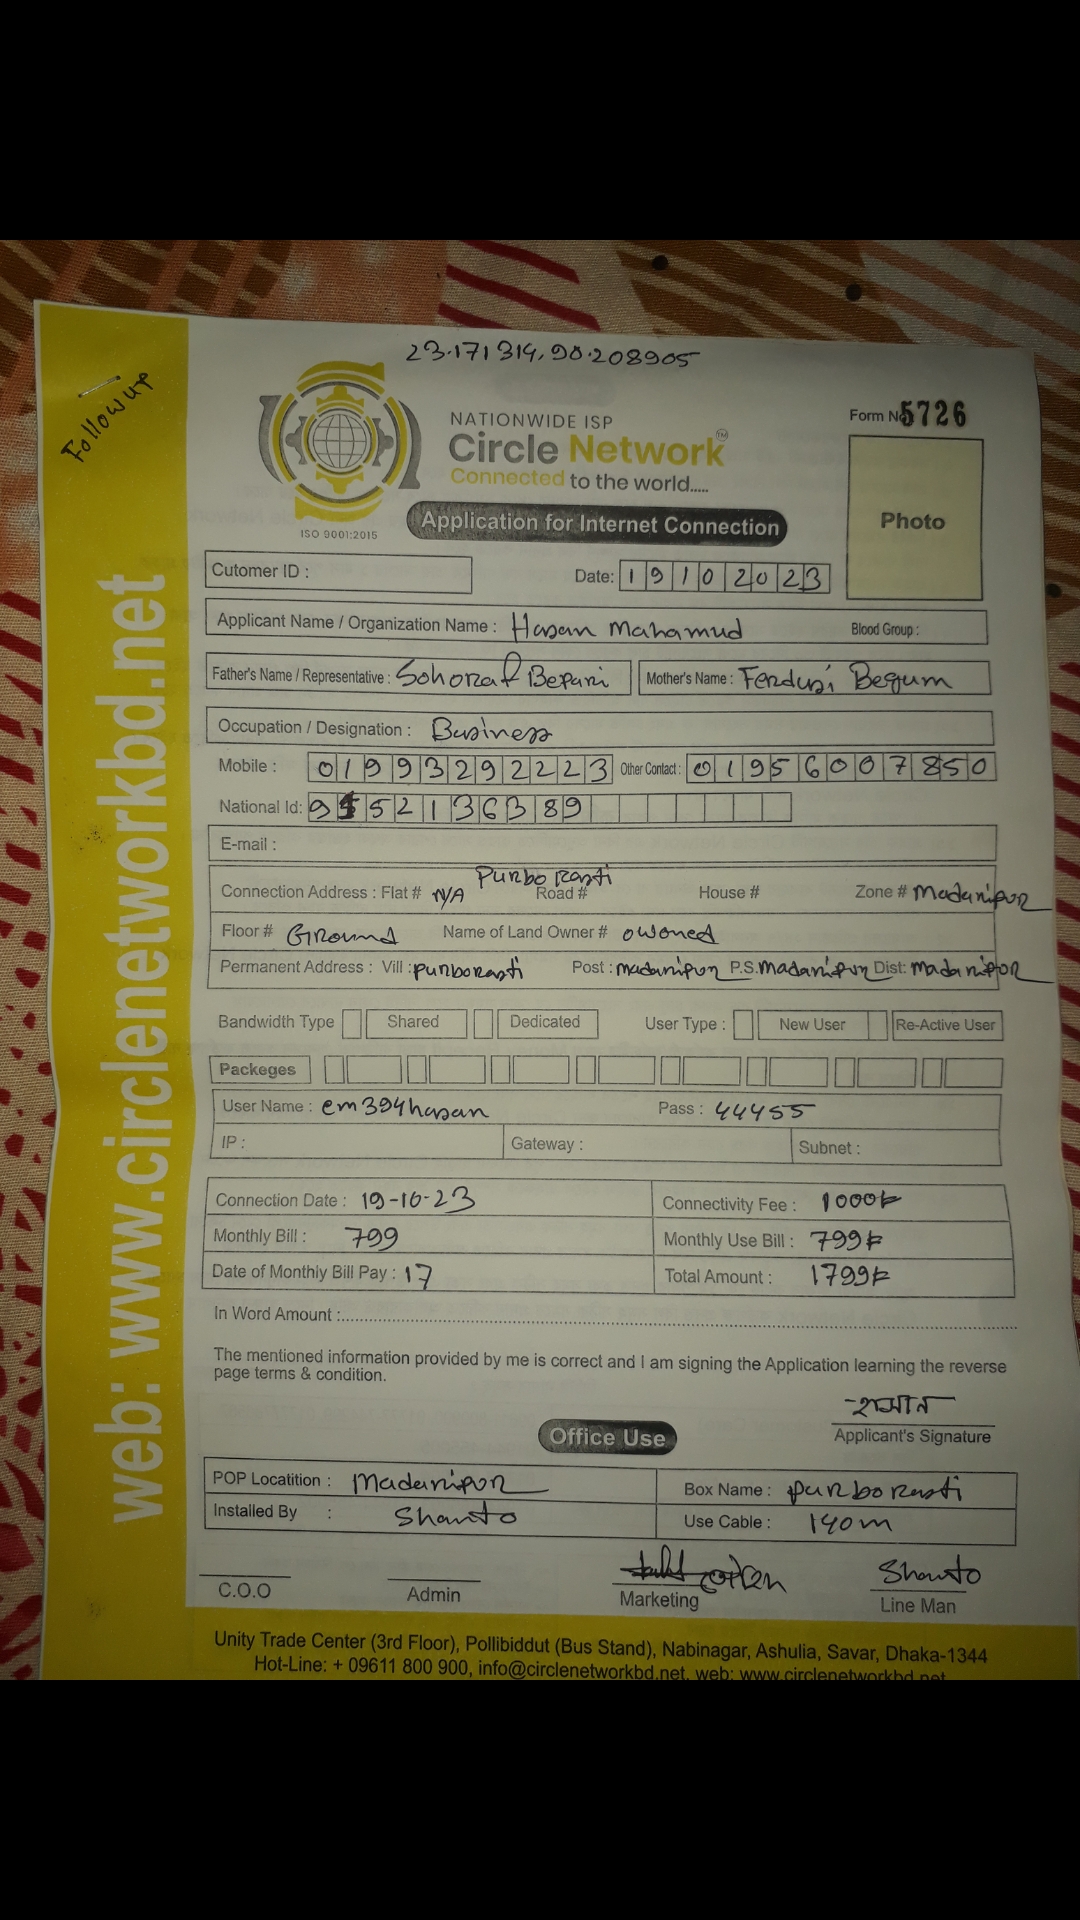 23.171314, 90.208905
Follow up
NATIONWIDE ISP
Circle Network™
Connected to the world.....
ISO 9001:2015
Form No 5726
Photo
Application for Internet Connection
Cutomer ID :
Date: 19102023
Applicant Name / Organization Name : Hasan Mahamud Blood Group :
Father's Name / Representative : Sohoraf Bepari Mother's Name : Ferdusi Begum
Occupation / Designation : Business
Mobile : 01993292223 Other Contact : 01956007850
National Id: 9552136389
E-mail :
Purbo Rasti
Connection Address : Flat # N/A Road # House # Zone # Madaripur
Floor # Ground Name of Land Owner # owoned
Permanent Address : Vill : purborasti Post : madaripur P.S. madaripur Dist: madaripor
Bandwidth Type Shared Dedicated User Type : New User Re-Active User
Packeges
User Name : em394hasan Pass : 44455
IP : Gateway : Subnet :
Connection Date : 19-10-23 Connectivity Fee : 1000৳
Monthly Bill : 799 Monthly Use Bill : 799৳
Date of Monthly Bill Pay : 17 Total Amount : 1799৳
In Word Amount :
The mentioned information provided by me is correct and I am signing the Application learning the reverse
page terms & condition.
হাসান
Applicant's Signature
Office Use
POP Locatition : Madaripur Box Name : purborasti
Installed By : Shanto Use Cable : 140m
Shanto
C.O.O Admin Marketing Line Man
Unity Trade Center (3rd Floor), Pollibiddut (Bus Stand), Nabinagar, Ashulia, Savar, Dhaka-1344
Hot-Line: + 09611 800 900, info@circlenetworkbd.net, web: www.circlenetworkbd.net
web: www.circlenetworkbd.net